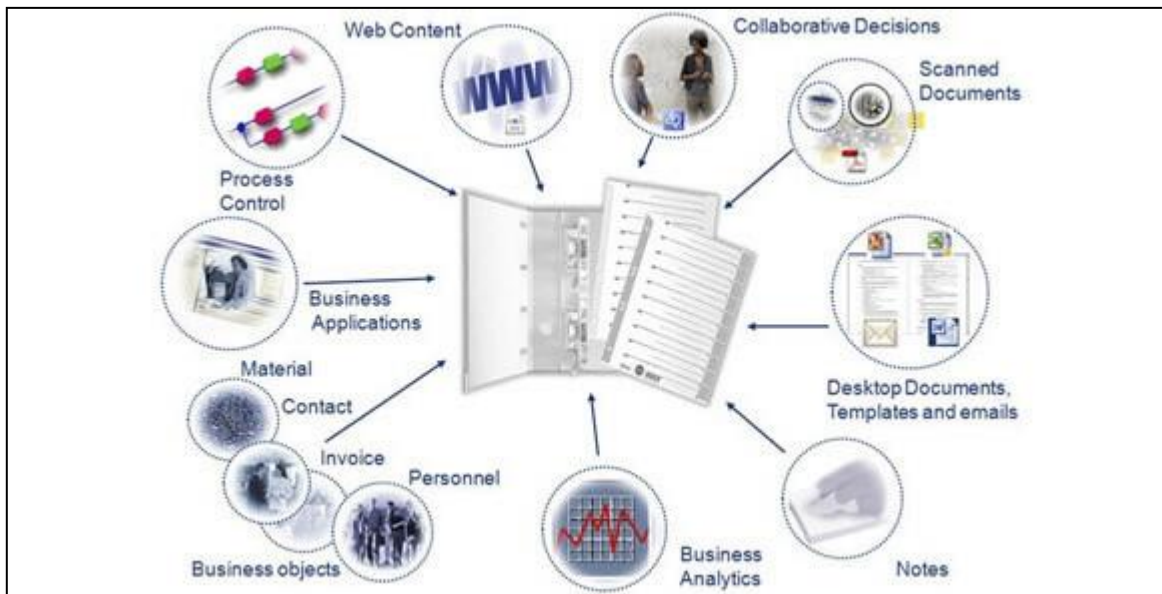 Web Content
Collaborative Decisions
Scanned
Documents
WWW
Process
Control
Business
Applications
Desktop Documents,
Templates and emails
Material
Contact
Invoice
Personnel
Business objects
Business
Analytics
Notes